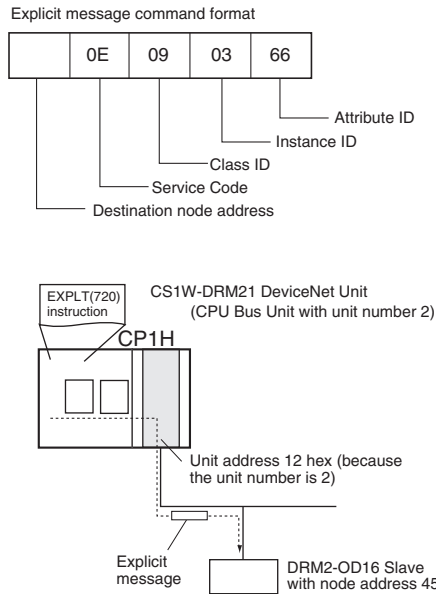 Explicit message command format
0E 09 03 66
Attribute ID
Instance ID
Class ID
Service Code
Destination node address
EXPLT(720)
instruction
CS1W-DRM21 DeviceNet Unit
(CPU Bus Unit with unit number 2)
CP1H
Unit address 12 hex (because
the unit number is 2)
Explicit
message
DRM2-OD16 Slave
with node address 45